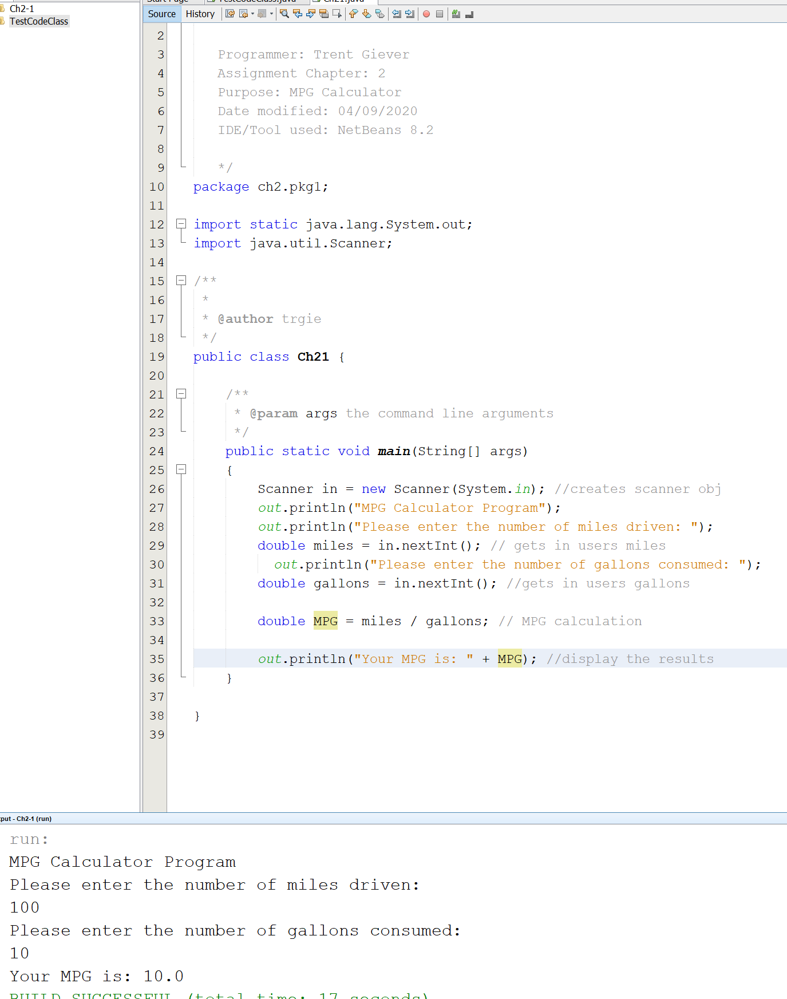 Start Page TestCodeClass.java Ch21.java
Ch2-1
TestCodeClass
Source History
2
3 Programmer: Trent Giever
4 Assignment Chapter: 2
5 Purpose: MPG Calculator
6 Date modified: 04/09/2020
7 IDE/Tool used: NetBeans 8.2
8
9 */
10 package ch2.pkg1;
11
12 import static java.lang.System.out;
13 import java.util.Scanner;
14
15 /**
16 *
17 * @author trgie
18 */
19 public class Ch21 {
20
21 /**
22 * @param args the command line arguments
23 */
24 public static void main(String[] args)
25 {
26 Scanner in = new Scanner(System.in); //creates scanner obj
27 out.println("MPG Calculator Program");
28 out.println("Please enter the number of miles driven: ");
29 double miles = in.nextInt(); // gets in users miles
30 out.println("Please enter the number of gallons consumed: ");
31 double gallons = in.nextInt(); //gets in users gallons
32
33 double MPG = miles / gallons; // MPG calculation
34
35 out.println("Your MPG is: " + MPG); //display the results
36 }
37
38 }
39
put - Ch2-1 (run)
run:
MPG Calculator Program
Please enter the number of miles driven:
100
Please enter the number of gallons consumed:
10
Your MPG is: 10.0
BUILD SUCCESSFUL (total time: 17 seconds)